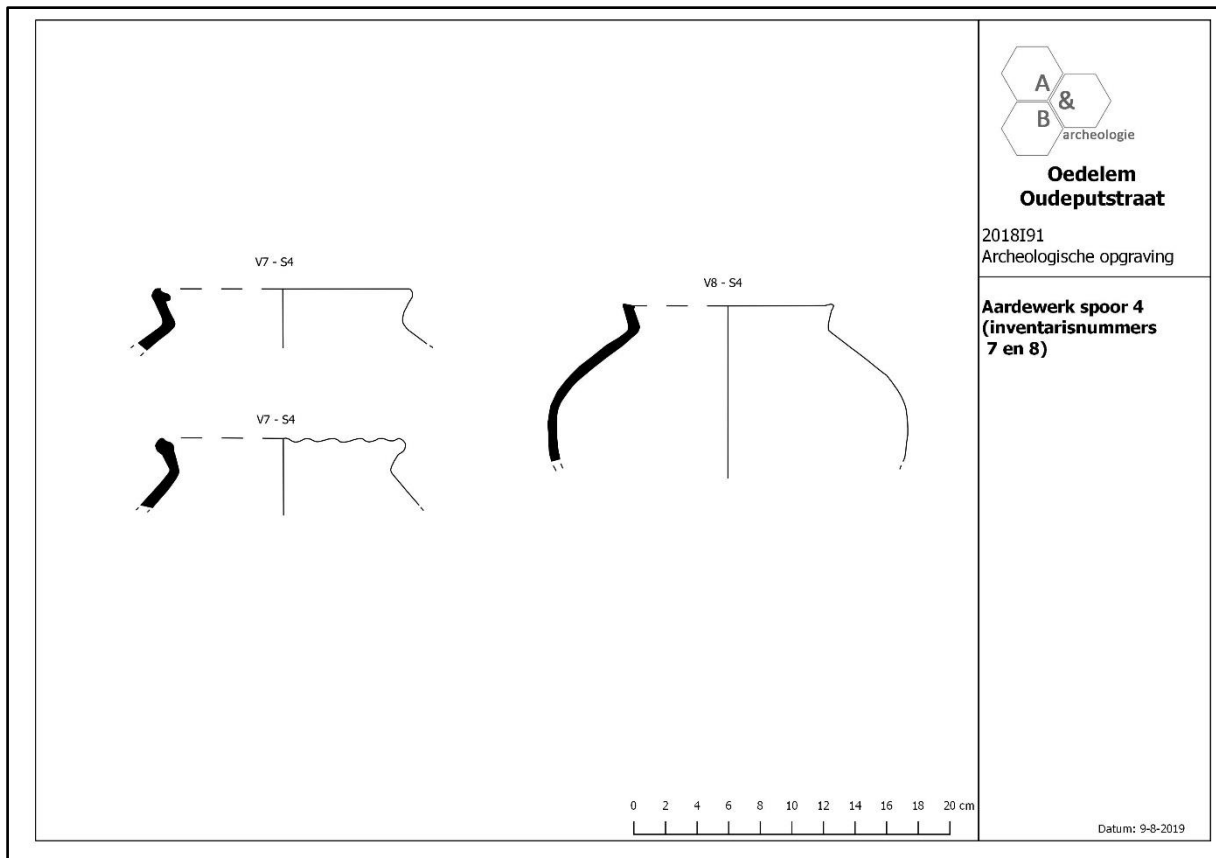 V7 - S4
V7 - S4
V8 - S4
0 2 4 6 8 10 12 14 16 18 20 cm
A
&
B
archeologie
Oedelem
Oudeputstraat
2018I91
Archeologische opgraving
Aardewerk spoor 4
(inventarisnummers
7 en 8)
Datum: 9-8-2019